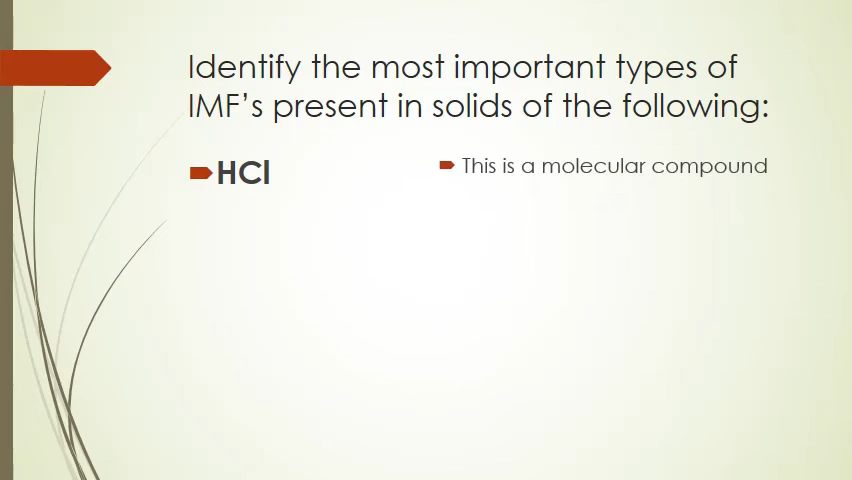 Identify the most important types of
IMF's present in solids of the following:
HCl
This is a molecular compound